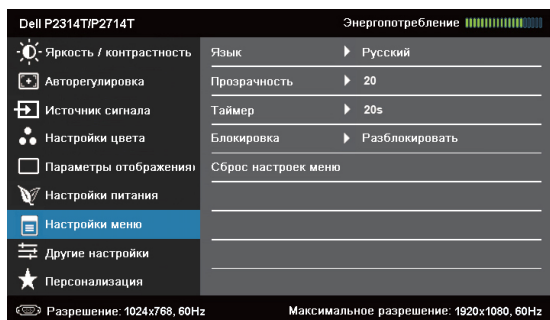 Dell P2314T/P2714T Энергопотребление
Яркость / контрастность Язык Русский
Авторегулировка Прозрачность 20
Источник сигнала Таймер 20s
Настройки цвета Блокировка Разблокировать
Параметры отображения Сброс настроек меню
Настройки питания
Настройки меню
Другие настройки
Персонализация
Разрешение: 1024x768, 60Hz Максимальное разрешение: 1920x1080, 60Hz